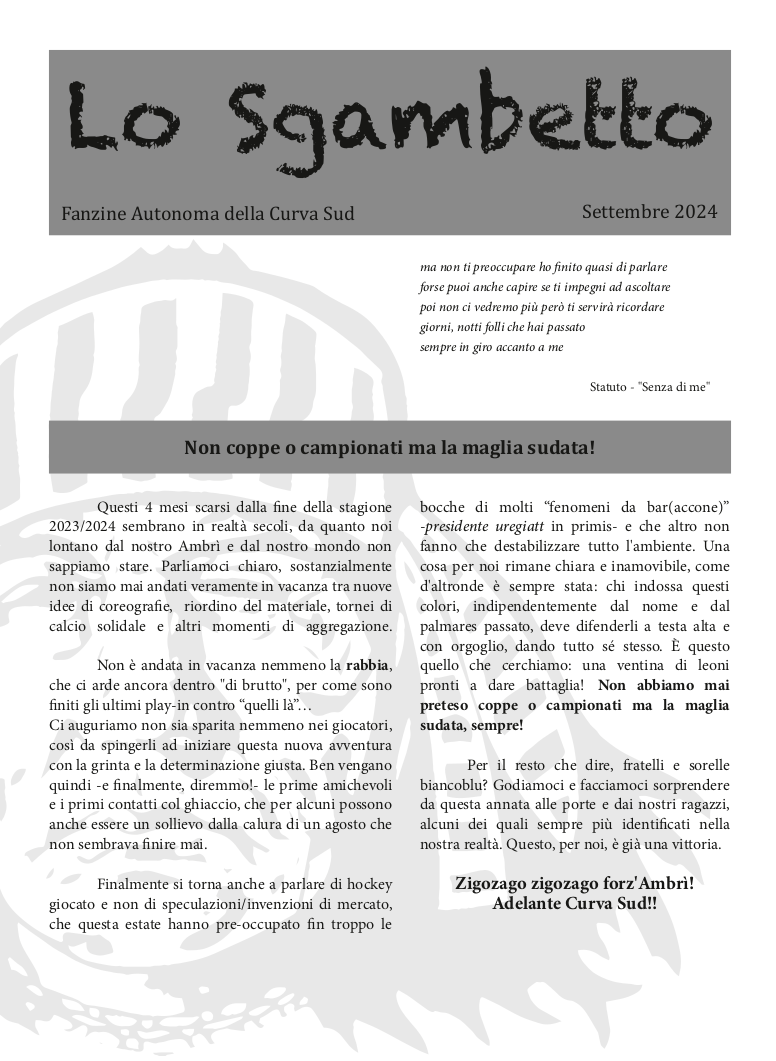 Lo Sgambetto
Fanzine Autonoma della Curva Sud
Settembre 2024
ma non ti preoccupare ho finito quasi di parlare
forse puoi anche capire se ti impegni ad ascoltare
poi non ci vedremo più però ti servirà ricordare
giorni, notti folli che hai passato
sempre in giro accanto a me
Statuto - "Senza di me"
Non coppe o campionati ma la maglia sudata!
Questi 4 mesi scarsi dalla fine della stagione
2023/2024 sembrano in realtà secoli, da quanto noi
lontano dal nostro Ambrì e dal nostro mondo non
sappiamo stare. Parliamoci chiaro, sostanzialmente
non siamo mai andati veramente in vacanza tra nuove
idee di coreografie, riordino del materiale, tornei di
calcio solidale e altri momenti di aggregazione.
Non è andata in vacanza nemmeno la rabbia,
che ci arde ancora dentro "di brutto", per come sono
finiti gli ultimi play-in contro “quelli là”…
Ci auguriamo non sia sparita nemmeno nei giocatori,
così da spingerli ad iniziare questa nuova avventura
con la grinta e la determinazione giusta. Ben vengano
quindi -e finalmente, diremmo!- le prime amichevoli
e i primi contatti col ghiaccio, che per alcuni possono
anche essere un sollievo dalla calura di un agosto che
non sembrava finire mai.
Finalmente si torna anche a parlare di hockey
giocato e non di speculazioni/invenzioni di mercato,
che questa estate hanno pre-occupato fin troppo le
bocche di molti “fenomeni da bar(accone)”
-presidente uregiatt in primis- e che altro non
fanno che destabilizzare tutto l'ambiente. Una
cosa per noi rimane chiara e inamovibile, come
d'altronde è sempre stata: chi indossa questi
colori, indipendentemente dal nome e dal
palmares passato, deve difenderli a testa alta e
con orgoglio, dando tutto sé stesso. È questo
quello che cerchiamo: una ventina di leoni
pronti a dare battaglia! Non abbiamo mai
preteso coppe o campionati ma la maglia
sudata, sempre!
Per il resto che dire, fratelli e sorelle
biancoblu? Godiamoci e facciamoci sorprendere
da questa annata alle porte e dai nostri ragazzi,
alcuni dei quali sempre più identificati nella
nostra realtà. Questo, per noi, è già una vittoria.
Zigozago zigozago forz'Ambrì!
Adelante Curva Sud!!